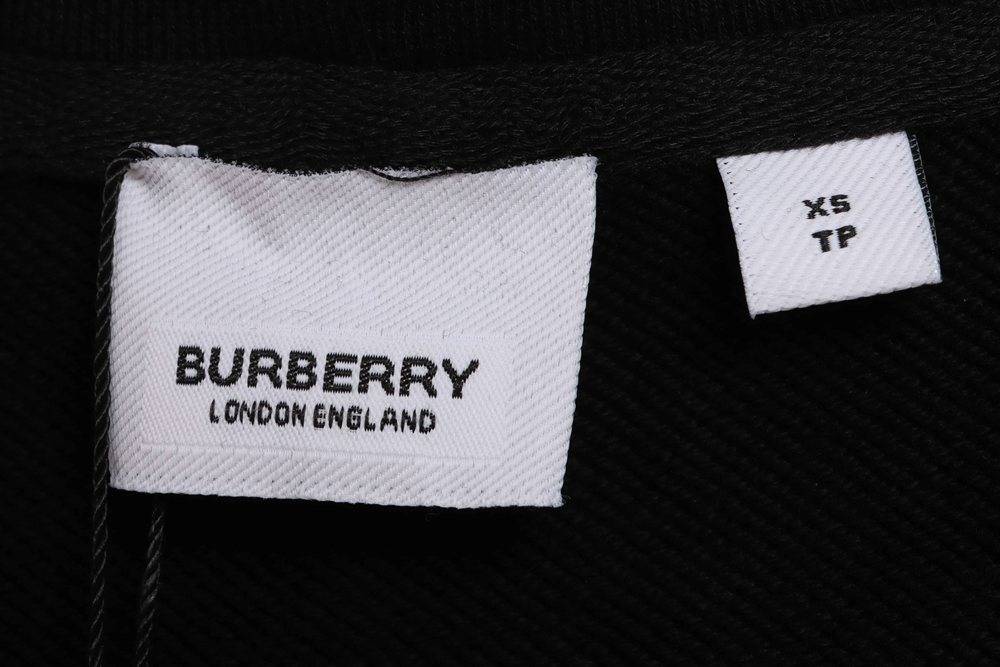 BURBERRY
LONDON ENGLAND
XS
TP